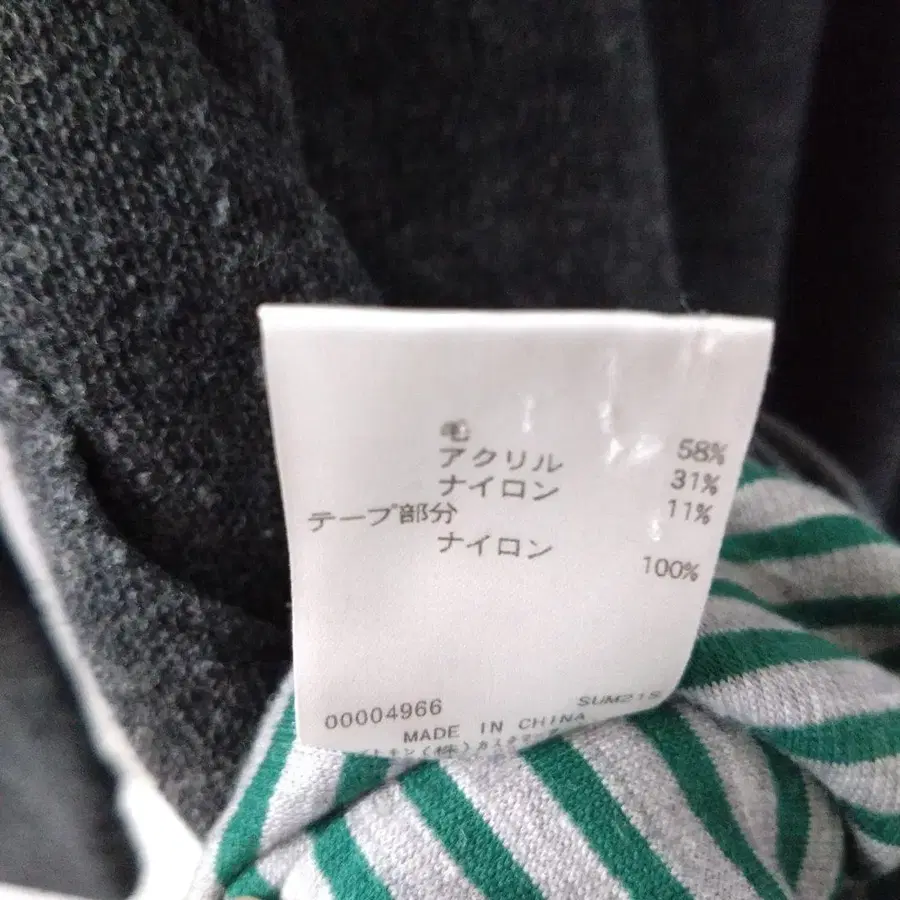 毛 58%
アクリル 31%
ナイロン 11%
テープ部分
ナイロン 100%
00004966 SUM21S
MADE IN CHINA